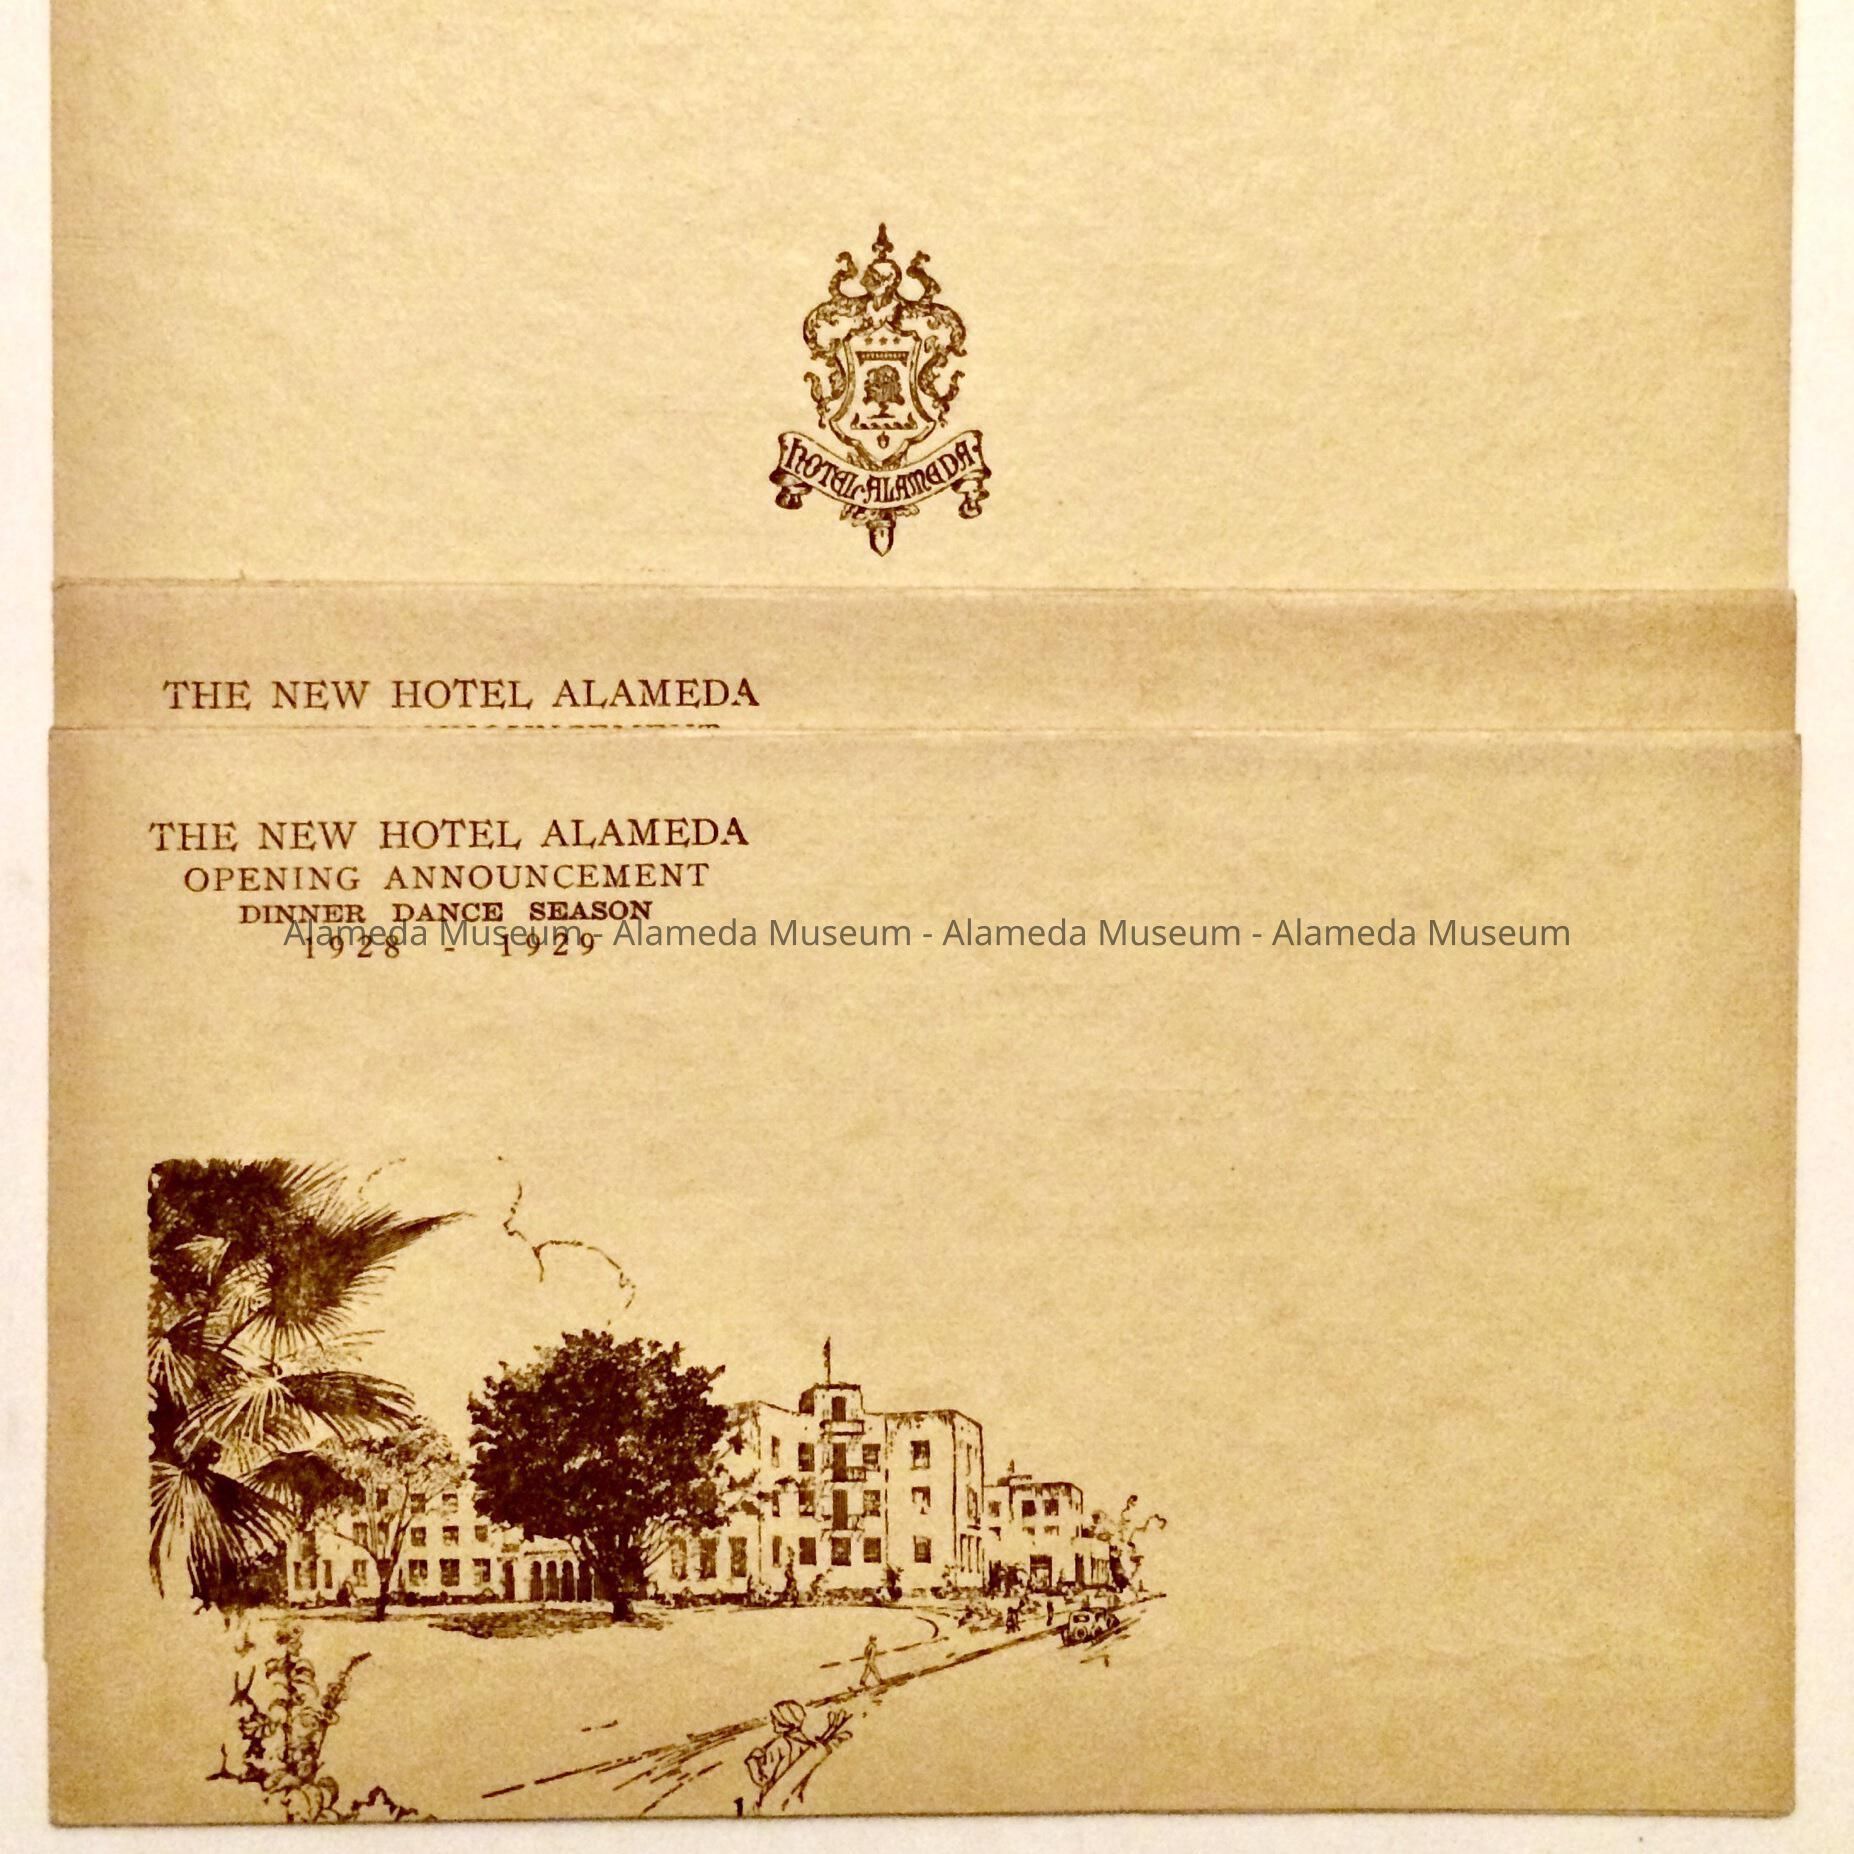 HOTEL ALAMEDA
THE NEW HOTEL ALAMEDA
THE NEW HOTEL ALAMEDA
OPENING ANNOUNCEMENT
DINNER DANCE SEASON
1928 - 1929
Alameda Museum - Alameda Museum - Alameda Museum - Alameda Museum